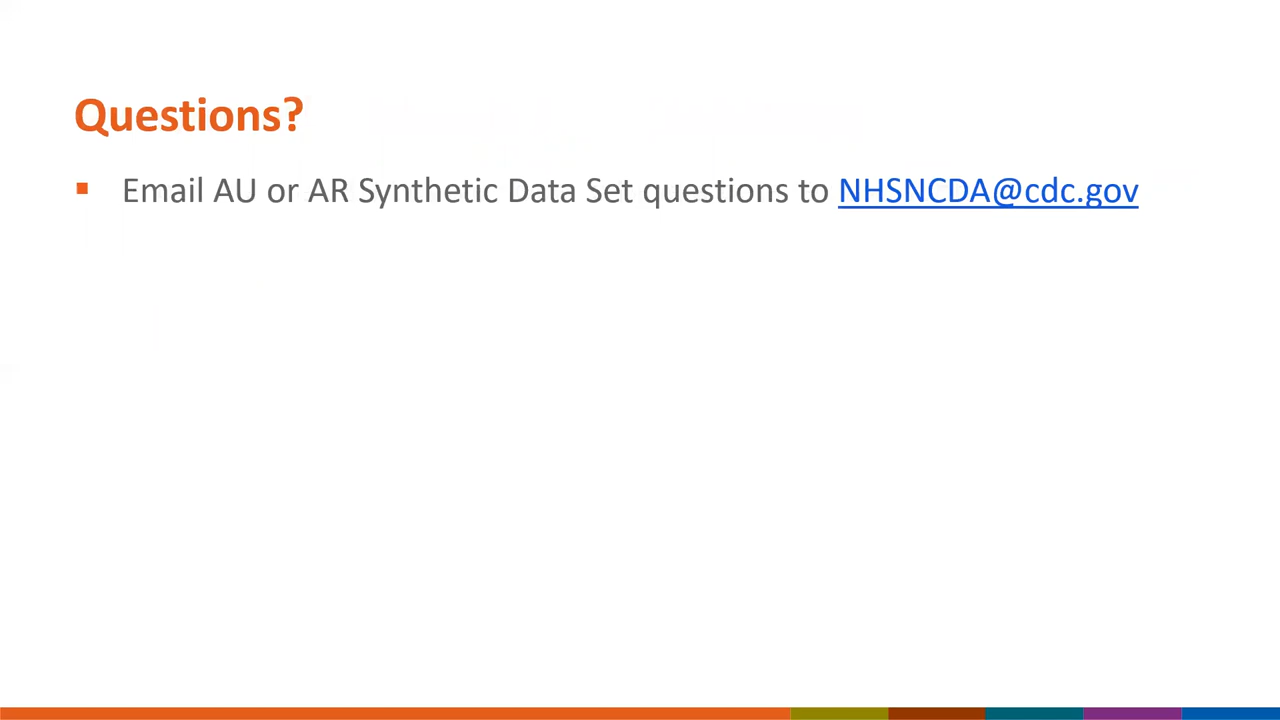 Questions?
▪ Email AU or AR Synthetic Data Set questions to NHSNCDA@cdc.gov